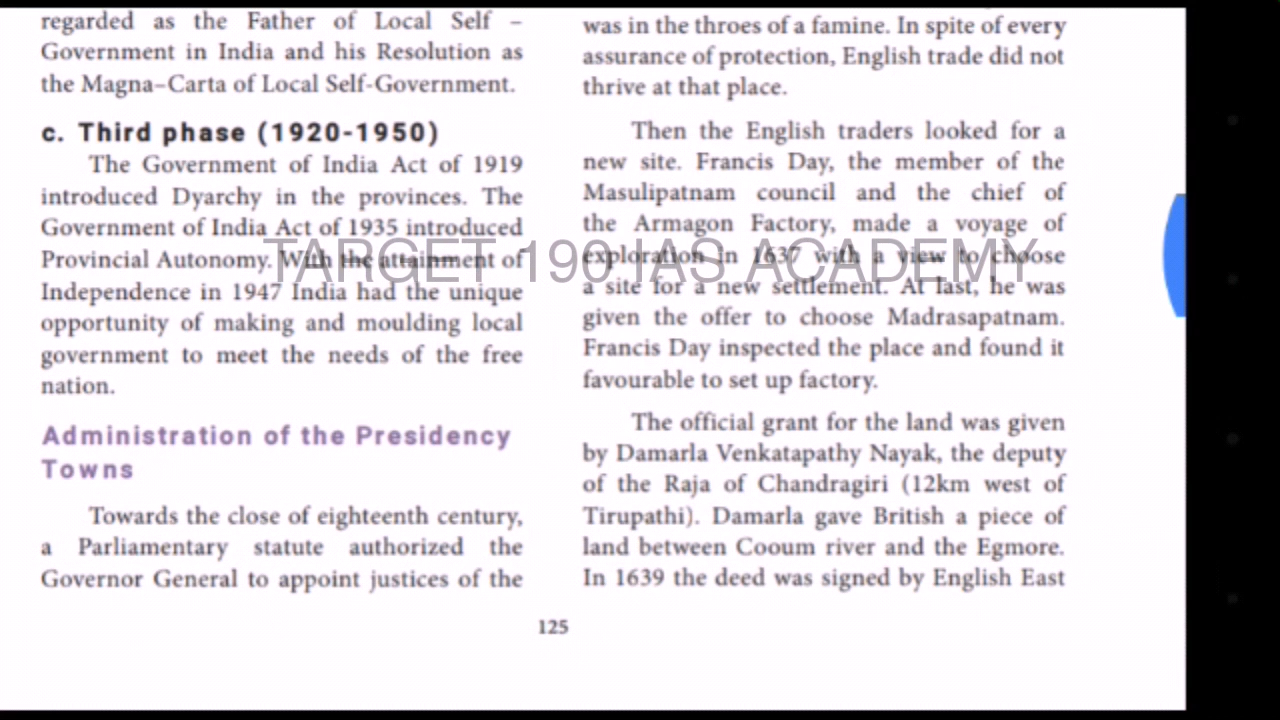 regarded as the Father of Local Self –
Government in India and his Resolution as
the Magna–Carta of Local Self-Government.
c. Third phase (1920-1950)
The Government of India Act of 1919
introduced Dyarchy in the provinces. The
Government of India Act of 1935 introduced
Provincial Autonomy. With the attainment of
Independence in 1947 India had the unique
opportunity of making and moulding local
government to meet the needs of the free
nation.
Administration of the Presidency
Towns
Towards the close of eighteenth century,
a Parliamentary statute authorized the
Governor General to appoint justices of the
was in the throes of a famine. In spite of every
assurance of protection, English trade did not
thrive at that place.
Then the English traders looked for a
new site. Francis Day, the member of the
Masulipatnam council and the chief of
the Armagon Factory, made a voyage of
exploration in 1637 with a view to choose
a site for a new settlement. At last, he was
given the offer to choose Madrasapatnam.
Francis Day inspected the place and found it
favourable to set up factory.
The official grant for the land was given
by Damarla Venkatapathy Nayak, the deputy
of the Raja of Chandragiri (12km west of
Tirupathi). Damarla gave British a piece of
land between Cooum river and the Egmore.
In 1639 the deed was signed by English East
125
TARGET 190 IAS ACADEMY